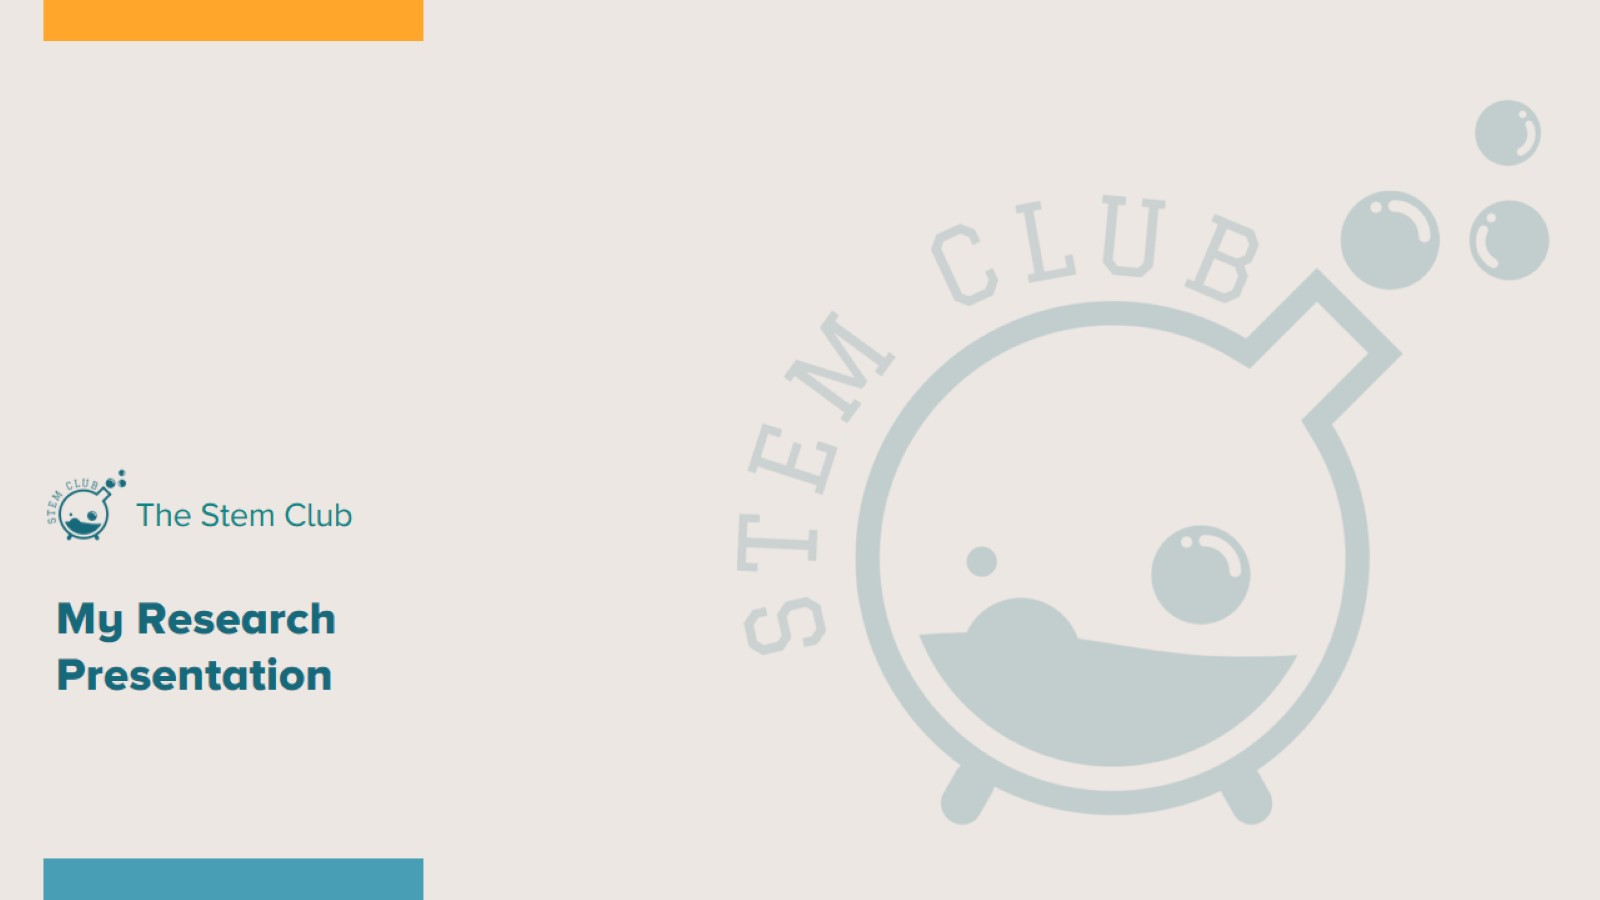 STEM CLUB
STEM CLUB
The Stem Club
My Research
Presentation